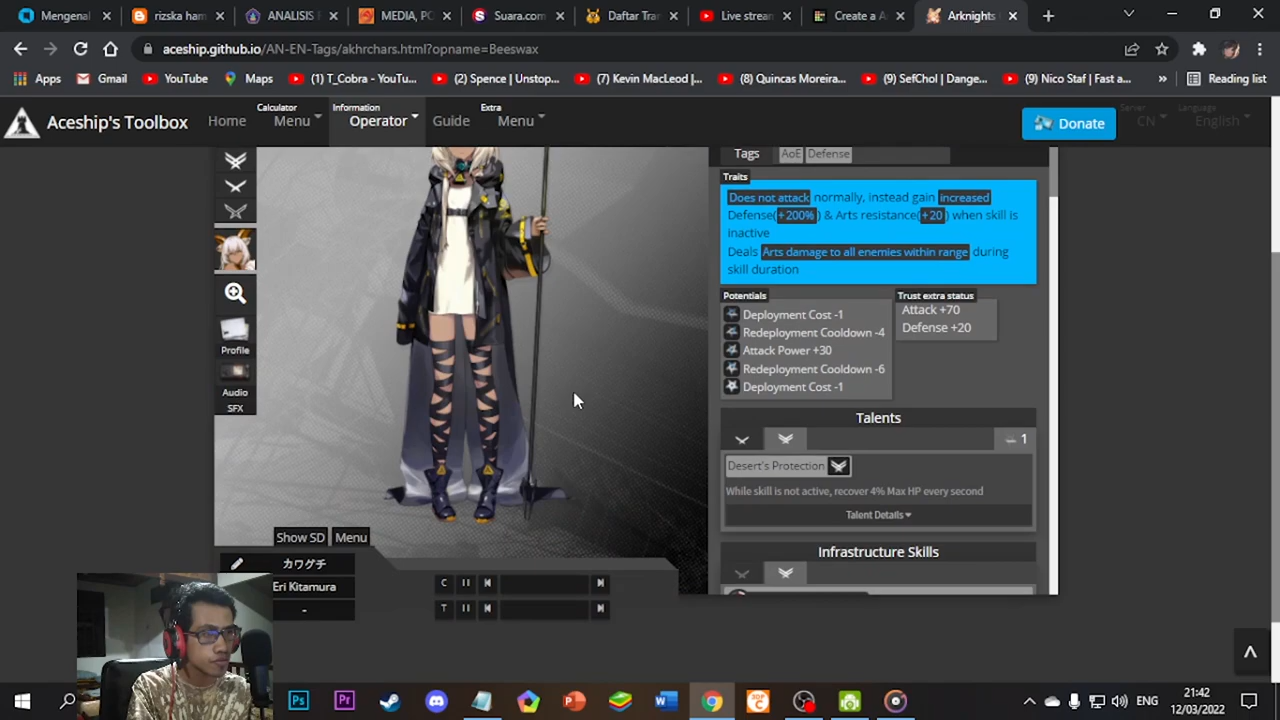 Mengenal
rizska ham
ANALISIS F
MEDIA, PC
Suara.com
Daftar Tran
Live stream
Create a A
Arknights
aceship.github.io/AN-EN-Tags/akhrchars.html?opname=Beeswax
Apps
Gmail
YouTube
Maps
(1) T_Cobra - YouT...
(2) Spence | Unstop...
(7) Kevin MacLeod |...
(8) Quincas Moreira...
(9) SefChol | Dange...
(9) Nico Staf | Fast a...
»
Reading list
Aceship's Toolbox
Home
Calculator
Menu
Information
Operator
Guide
Extra
Menu
Donate
Server
CN
Language
English
Tags
AoE Defense
Traits
Does not attack normally, instead gain increased
Defense(+200%) & Arts resistance(+20) when skill is
inactive
Deals Arts damage to all enemies within range during
skill duration
Potentials
Deployment Cost -1
Redeployment Cooldown -4
Attack Power +30
Redeployment Cooldown -6
Deployment Cost -1
Trust extra status
Attack +70
Defense +20
Talents
1
Desert's Protection
While skill is not active, recover 4% Max HP every second
Talent Details
Infrastructure Skills
Profile
Audio
SFX
Show SD
Menu
カワグチ
Eri Kitamura
-
C
T
ENG
21:42
12/03/2022